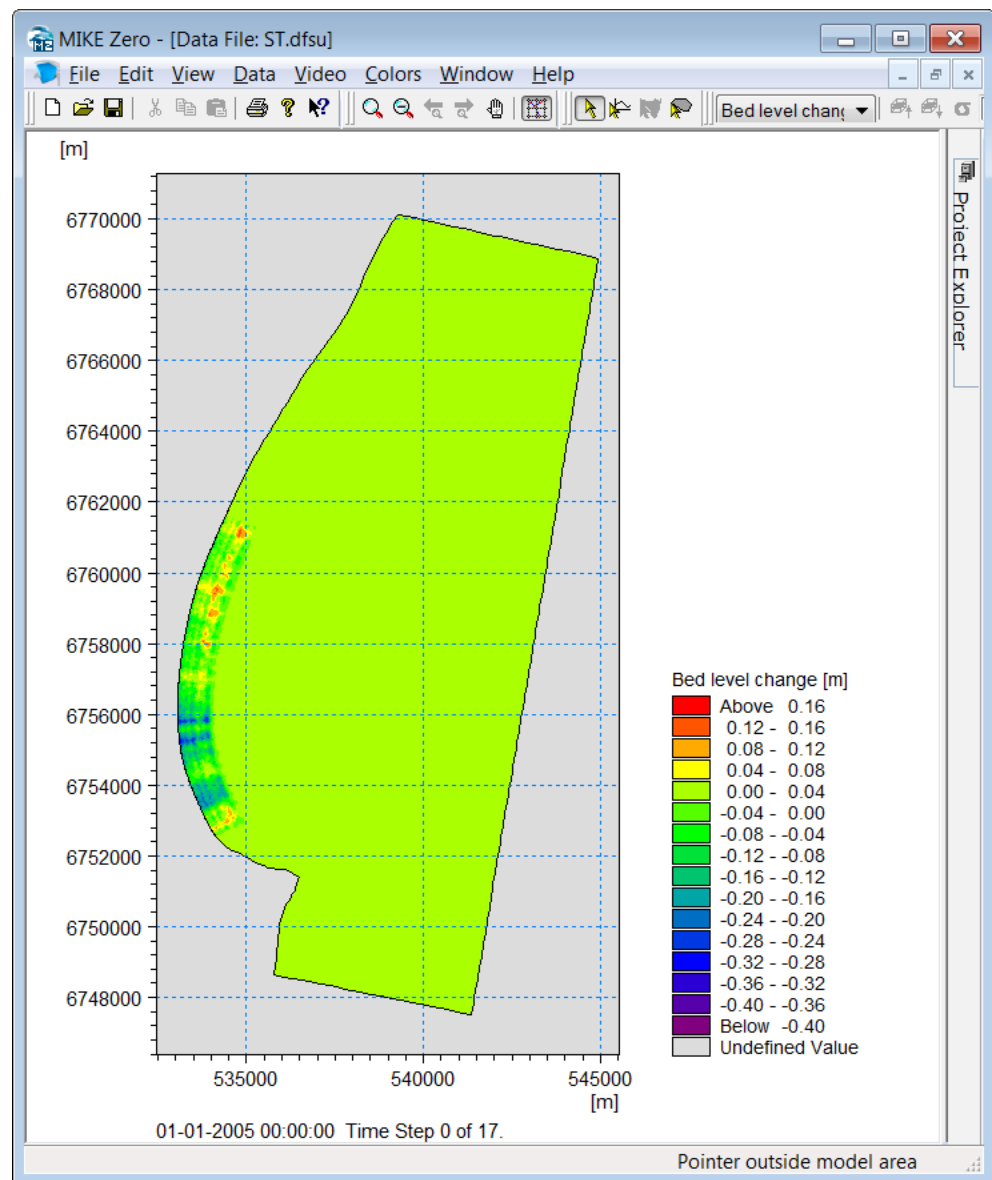 MIKE Zero - [Data File: ST.dfsu]
File Edit View Data Video Colors Window Help
Bed level chang
Project Explorer
[m]
6770000
6768000
6766000
6764000
6762000
6760000
6758000
6756000
6754000
6752000
6750000
6748000
535000 540000 545000
[m]
Bed level change [m]
Above 0.16
0.12 - 0.16
0.08 - 0.12
0.04 - 0.08
0.00 - 0.04
-0.04 - 0.00
-0.08 - -0.04
-0.12 - -0.08
-0.16 - -0.12
-0.20 - -0.16
-0.24 - -0.20
-0.28 - -0.24
-0.32 - -0.28
-0.36 - -0.32
-0.40 - -0.36
Below -0.40
Undefined Value
01-01-2005 00:00:00 Time Step 0 of 17.
Pointer outside model area